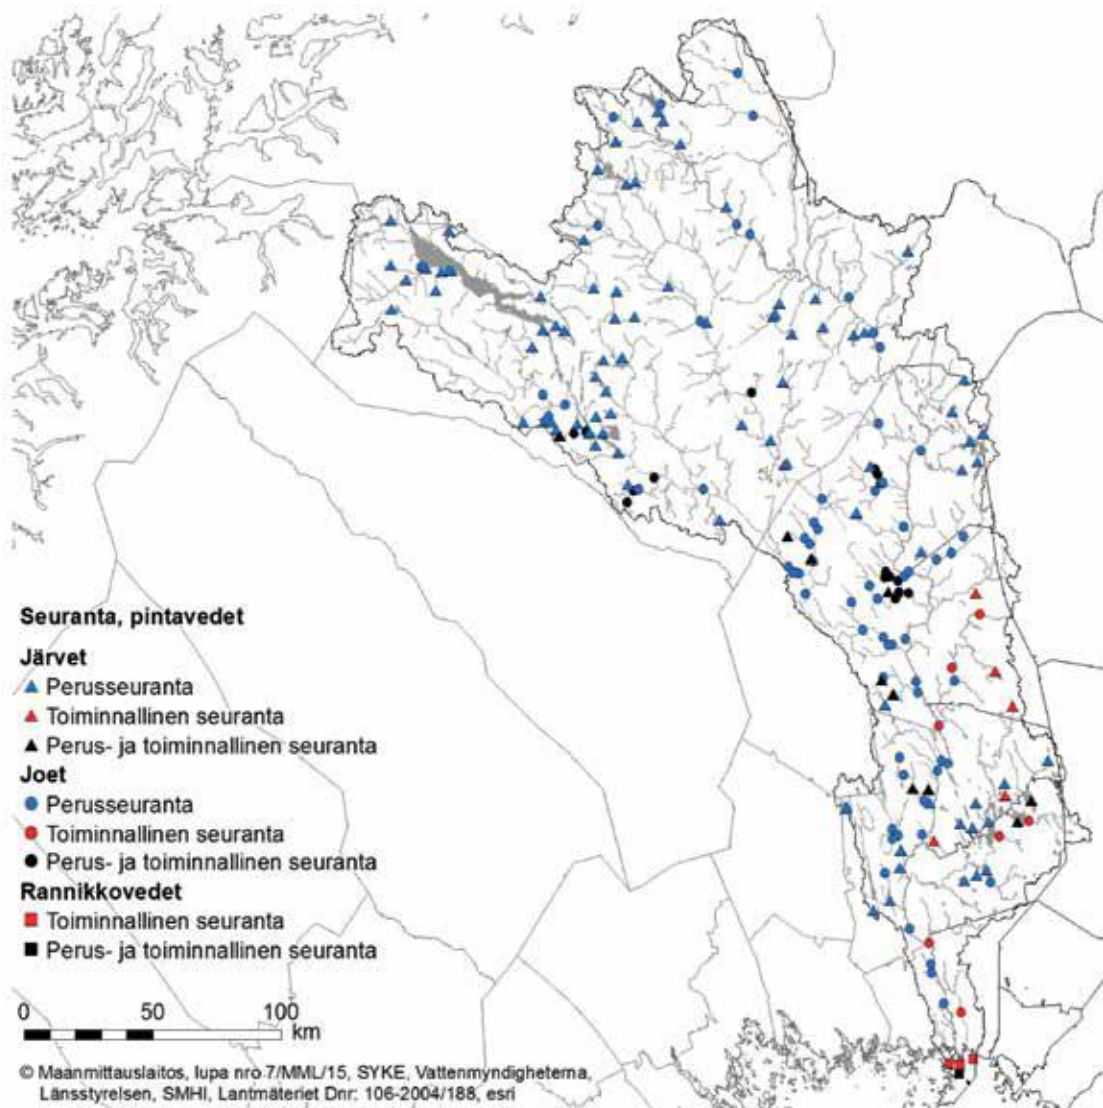 Seuranta, pintavedet
Järvet
Perusseuranta
Toiminnallinen seuranta
Perus- ja toiminnallinen seuranta
Joet
Perusseuranta
Toiminnallinen seuranta
Perus- ja toiminnallinen seuranta
Rannikkovedet
Toiminnallinen seuranta
Perus- ja toiminnallinen seuranta
0 50 100
km
© Maanmittauslaitos, lupa nro 7/MML/15, SYKE, Vattenmyndigheterna,
Länsstyrelsen, SMHI, Lantmäteriet Dnr: 106-2004/188, esri